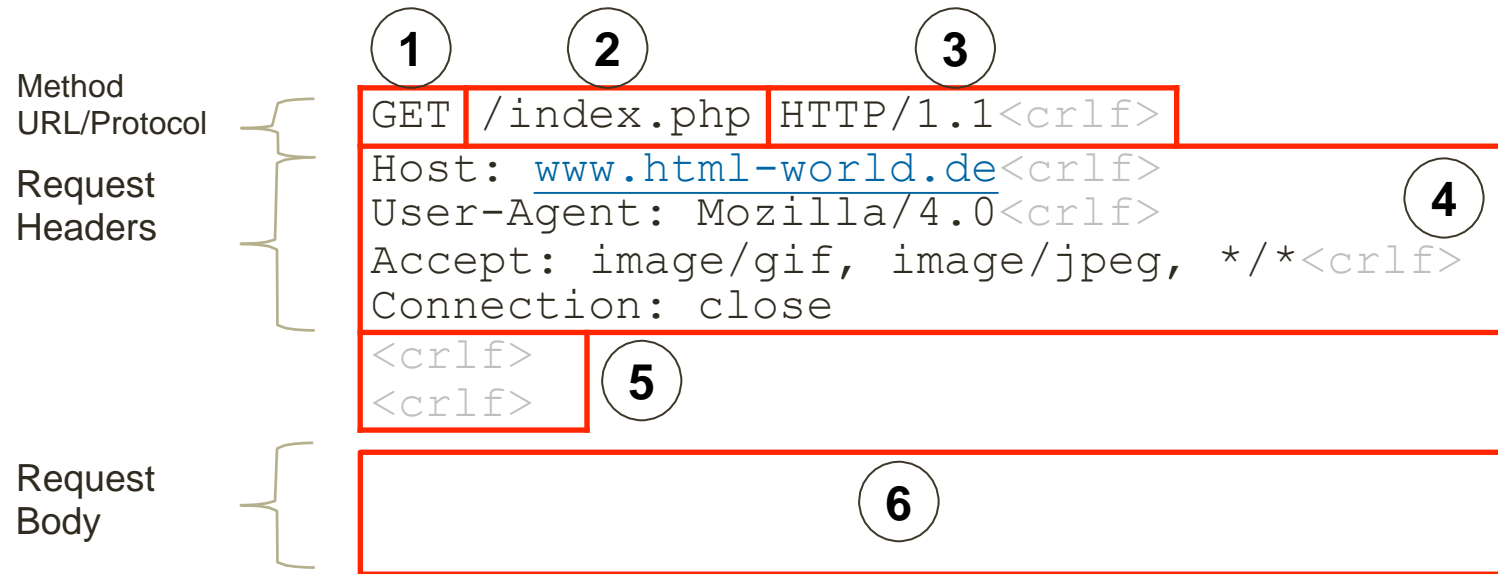 1 2 3
Method
URL/Protocol
GET /index.php HTTP/1.1<crlf>
Request
Headers
Host: www.html-world.de<crlf>
User-Agent: Mozilla/4.0<crlf>
Accept: image/gif, image/jpeg, */*<crlf>
Connection: close
4
<crlf>
<crlf>
5
Request
Body
6